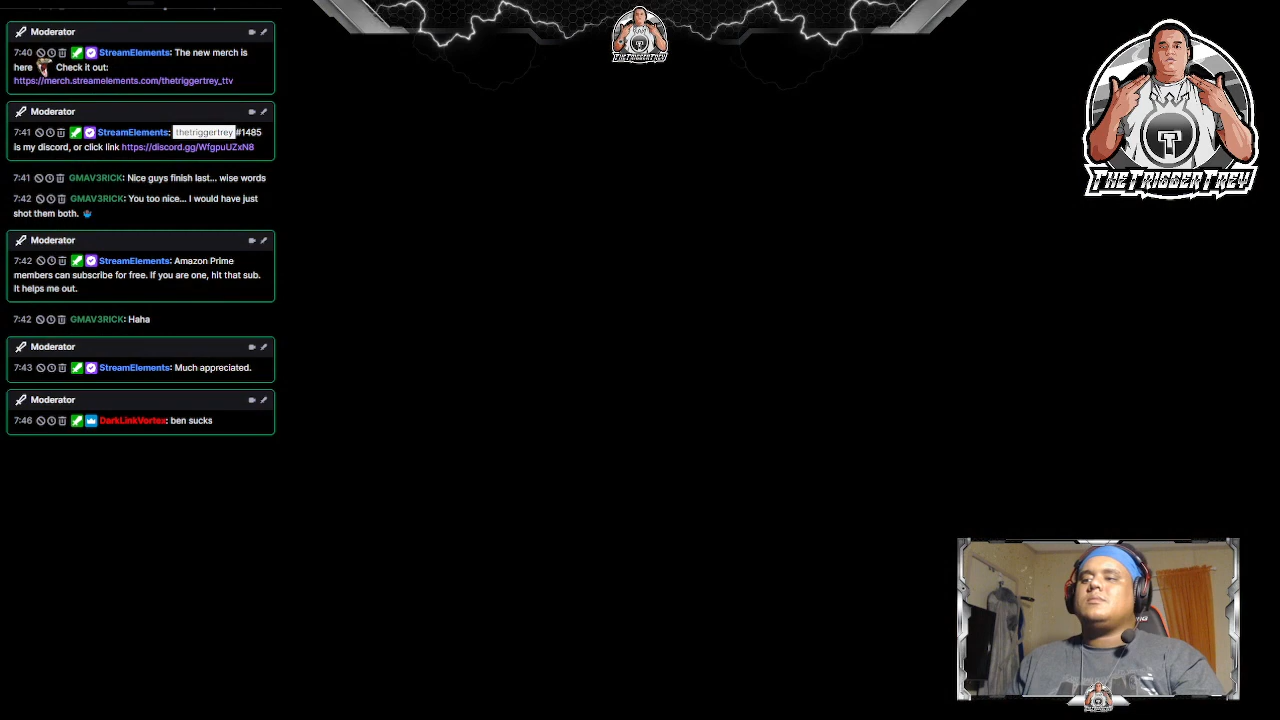 Moderator
7:40 StreamElements: The new merch is
here Check it out:
https://merch.streamelements.com/thetriggertrey_ttv
Moderator
7:41 StreamElements: thetriggertrey #1485
is my discord, or click link https://discord.gg/WfgpuUZxN8
7:41 GMAV3RICK: Nice guys finish last... wise words
7:42 GMAV3RICK: You too nice... I would have just
shot them both.
Moderator
7:42 StreamElements: Amazon Prime
members can subscribe for free. If you are one, hit that sub.
It helps me out.
7:42 GMAV3RICK: Haha
Moderator
7:43 StreamElements: Much appreciated.
Moderator
7:46 DarkLinkVortex: ben sucks
T
TheTriggerTrey